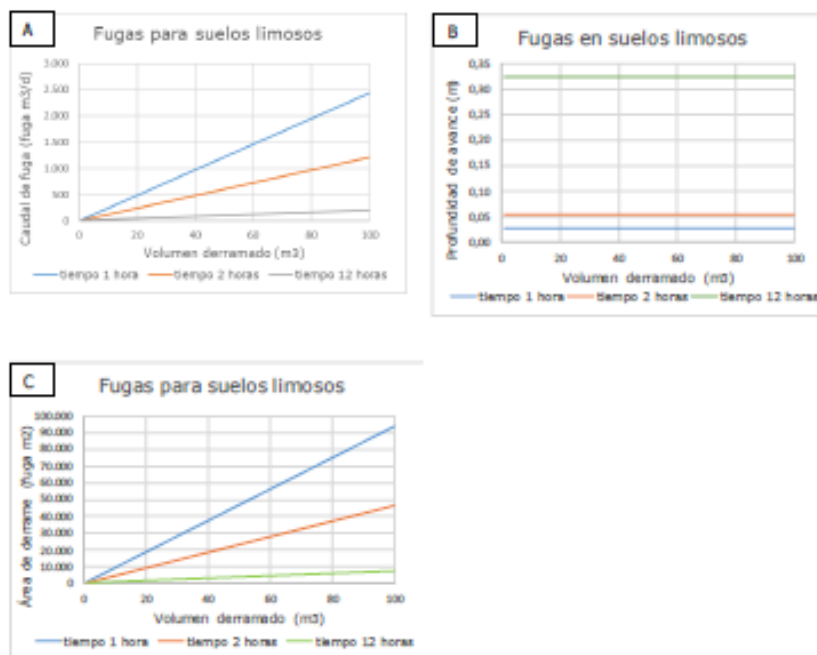 A
Fugas para suelos limosos
Caudal de fuga (fuga m3/d)
3.000
2.500
2.000
1.500
1.000
500
0
0 20 40 60 80 100
Volumen derramado (m3)
tiempo 1 hora tiempo 2 horas tiempo 12 horas
B
Fugas en suelos limosos
Profundidad de avance (m)
0,35
0,30
0,25
0,20
0,15
0,10
0,05
0,00
0 20 40 60 80 100
Volumen derramado (m3)
tiempo 1 hora tiempo 2 horas tiempo 12 horas
C
Fugas para suelos limosos
Área de derrame (fuga m2)
100.000
90.000
80.000
70.000
60.000
50.000
40.000
30.000
20.000
10.000
0
0 20 40 60 80 100
Volumen derramado (m3)
tiempo 1 hora tiempo 2 horas tiempo 12 horas